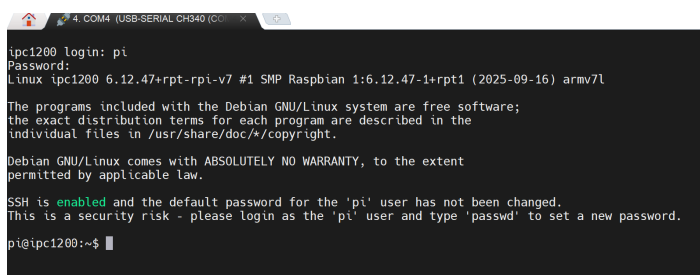 4. COM4 (USB-SERIAL CH340 (CO
ipc1200 login: pi
Password:
Linux ipc1200 6.12.47+rpt-rpi-v7 #1 SMP Raspbian 1:6.12.47-1+rpt1 (2025-09-16) armv7l
The programs included with the Debian GNU/Linux system are free software;
the exact distribution terms for each program are described in the
individual files in /usr/share/doc/*/copyright.
Debian GNU/Linux comes with ABSOLUTELY NO WARRANTY, to the extent
permitted by applicable law.
SSH is enabled and the default password for the 'pi' user has not been changed.
This is a security risk - please login as the 'pi' user and type 'passwd' to set a new password.
pi@ipc1200:~$